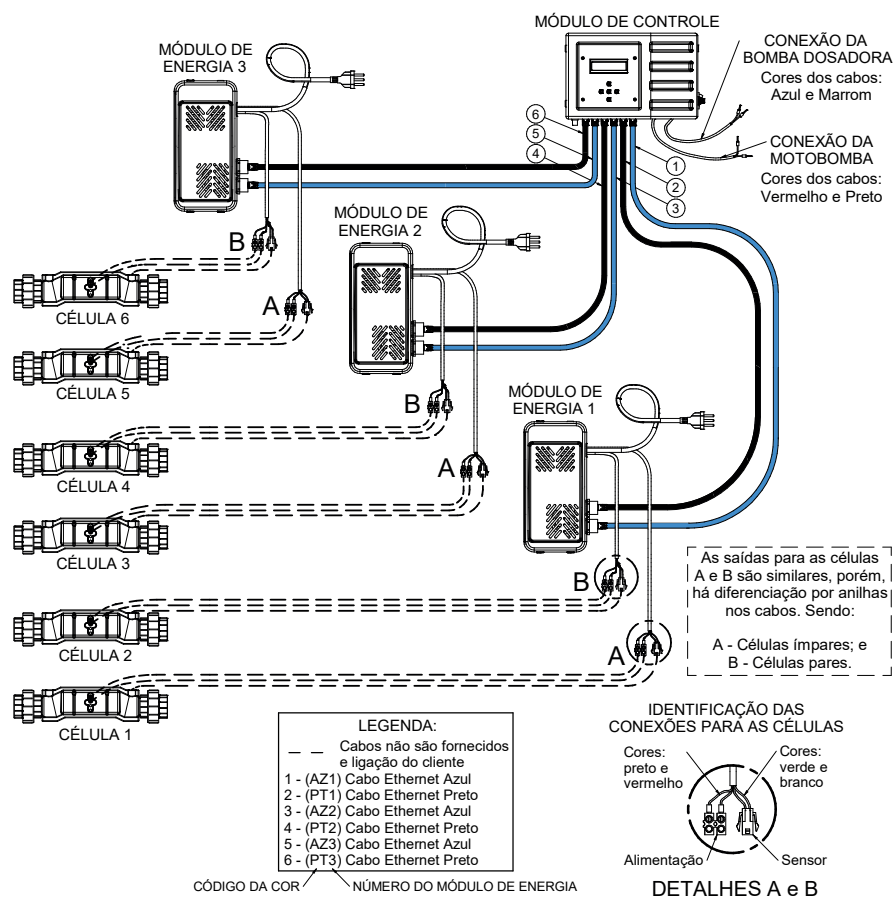 MÓDULO DE CONTROLE
MÓDULO DE
ENERGIA 3
CONEXÃO DA
BOMBA DOSADORA
Cores dos cabos:
Azul e Marrom
6
5
4
1
2
3
CONEXÃO DA
MOTOBOMBA
Cores dos cabos:
Vermelho e Preto
MÓDULO DE
ENERGIA 2
B
A
CÉLULA 6
CÉLULA 5
MÓDULO DE
ENERGIA 1
B
A
CÉLULA 4
CÉLULA 3
B
A
CÉLULA 2
CÉLULA 1
As saídas para as células
A e B são similares, porém,
há diferenciação por anilhas
nos cabos. Sendo:
A - Células ímpares; e
B - Células pares.
LEGENDA:
Cabos não são fornecidos
e ligação do cliente
1 - (AZ1) Cabo Ethernet Azul
2 - (PT1) Cabo Ethernet Preto
3 - (AZ2) Cabo Ethernet Azul
4 - (PT2) Cabo Ethernet Preto
5 - (AZ3) Cabo Ethernet Azul
6 - (PT3) Cabo Ethernet Preto
CÓDIGO DA COR
NÚMERO DO MÓDULO DE ENERGIA
IDENTIFICAÇÃO DAS
CONEXÕES PARA AS CÉLULAS
Cores:
preto e
vermelho
Cores:
verde e
branco
Alimentação
Sensor
DETALHES A e B